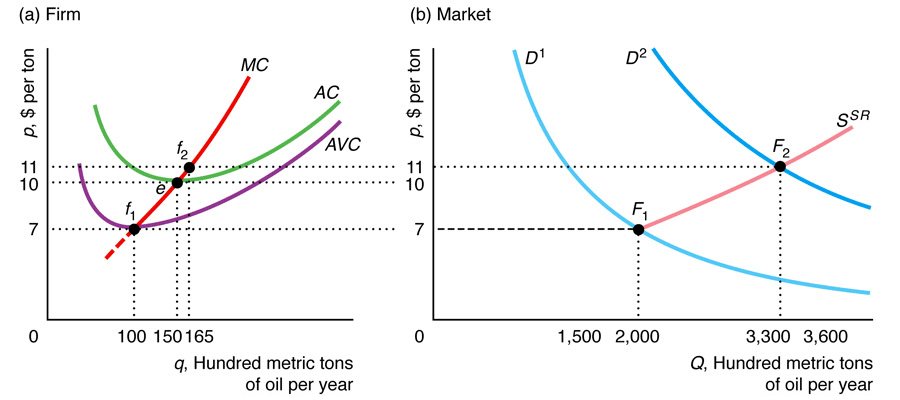 (a) Firm
p, $ per ton
MC
AC
AVC
f2
e
f1
11
10
7
0
100 150 165
q, Hundred metric tons
of oil per year
(b) Market
p, $ per ton
D1
D2
SSR
F2
F1
11
10
7
0
1,500 2,000 3,300 3,600
Q, Hundred metric tons
of oil per year